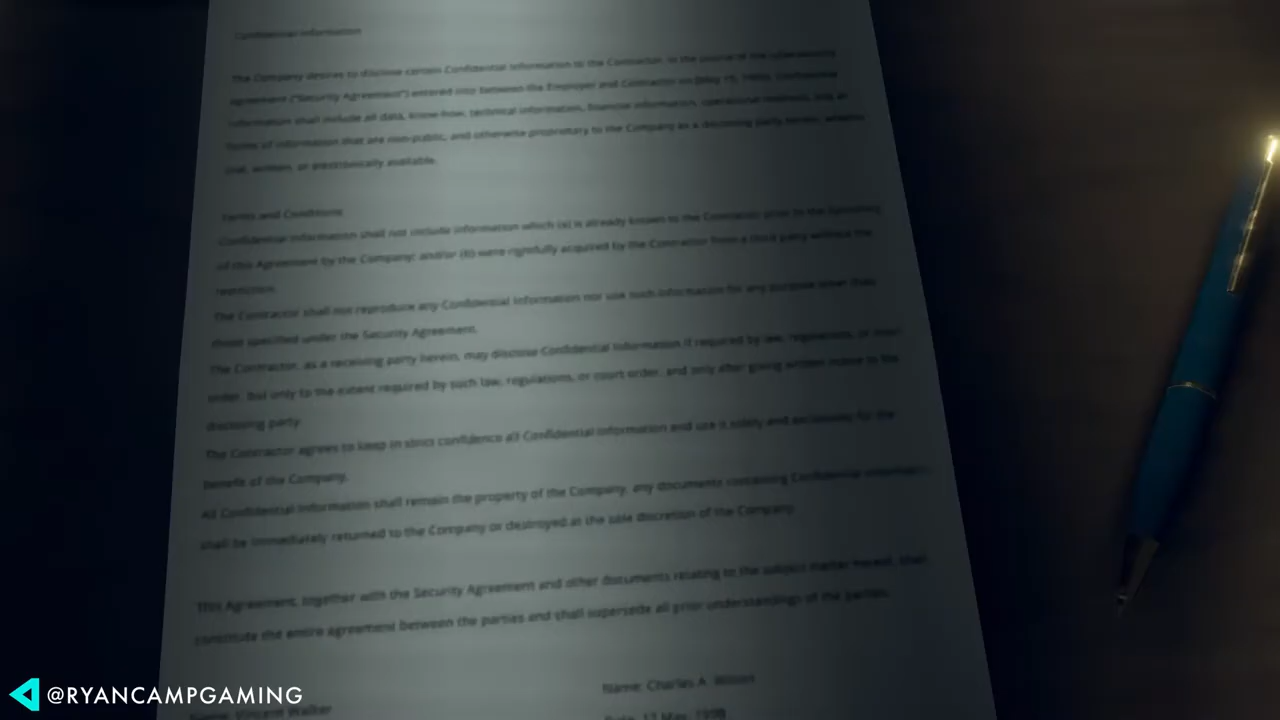 Confidential Information
The Company desires to disclose certain Confidential Information to the Contractor. In the course of the
Agreement ("Security Agreement") entered into between the Employer and Contractor on Confidential
Information shall include all data, know-how, technical information, financial information, operational
forms of information that are non-public, and otherwise proprietary to the Company as a disclosing party herein, whether
oral, written, or electronically available.
Terms and Conditions
Confidential Information shall not include information which (a) is already known to the Contractor prior to the
of this Agreement by the Company; and/or (b) were rightfully acquired by the Contractor from a third party without the
restriction.
The Contractor shall not reproduce any Confidential Information nor use such information for any purpose other than
those specified under the Security Agreement.
The Contractor, as a receiving party herein, may disclose Confidential Information if required by law, regulations, or court
order, but only to the extent required by such law, regulations, or court order, and only after giving written notice to the
disclosing party.
The Contractor agrees to keep in strict confidence all Confidential Information and use it solely and exclusively for the
benefit of the Company.
All Confidential Information shall remain the property of the Company, any documents containing Confidential Information
shall be immediately returned to the Company or destroyed at the sole discretion of the Company.
This Agreement, together with the Security Agreement and other documents relating to the subject matter hereof, shall
constitute the entire agreement between the parties and shall supersede all prior understandings of the parties.
Name: Charles A. Wilson
Name: Vincent Walker
Date: 13 May, 1998
@RYANCAMPGAMING